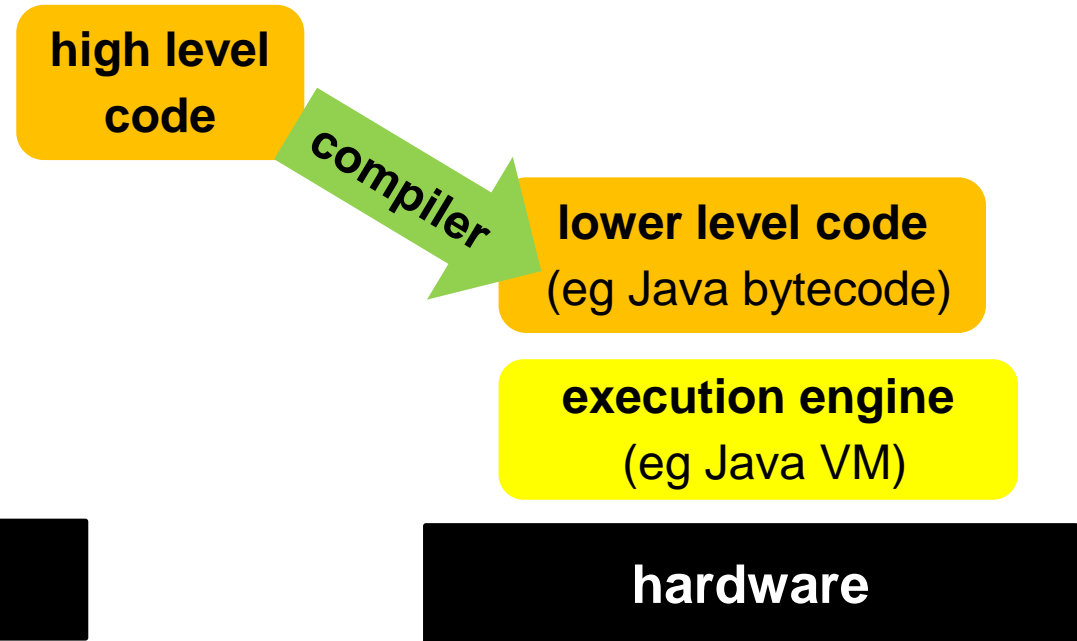 high level
code
compiler
lower level code
(eg Java bytecode)
execution engine
(eg Java VM)
hardware